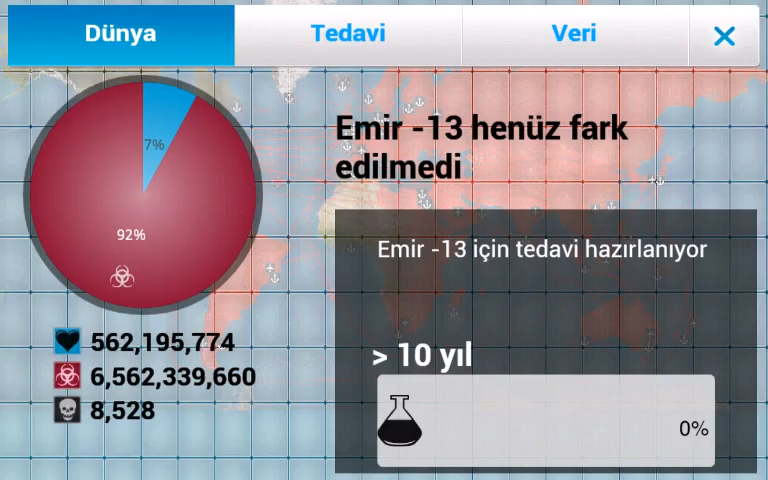 Dünya
Tedavi
Veri
7%
92%
Emir -13 henüz fark
edilmedi
Emir -13 için tedavi hazırlanıyor
562,195,774
> 10 yıl
6,562,339,660
8,528
0%